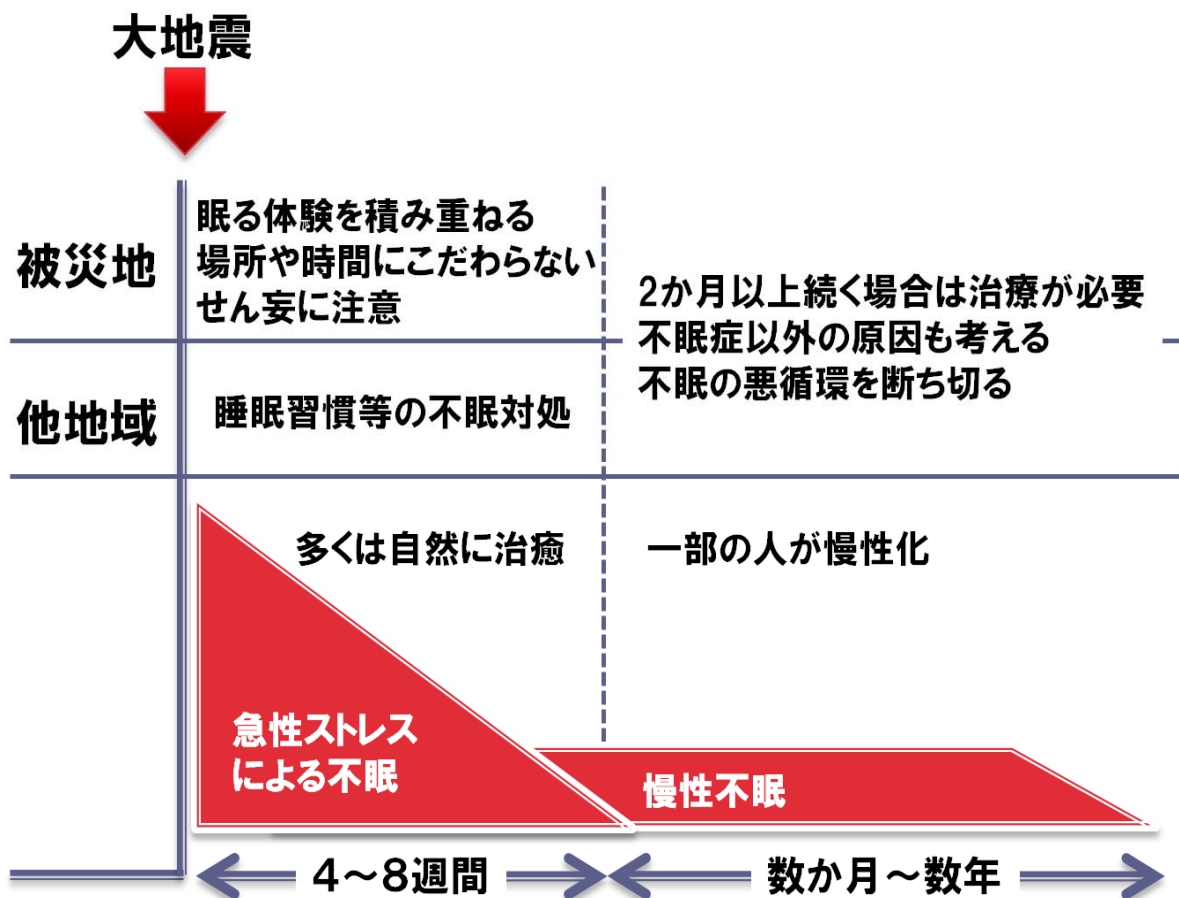 大地震
被災地
眠る体験を積み重ねる
場所や時間にこだわらない
せん妄に注意
2か月以上続く場合は治療が必要
不眠症以外の原因も考える
不眠の悪循環を断ち切る
他地域
睡眠習慣等の不眠対処
多くは自然に治癒
一部の人が慢性化
急性ストレス
による不眠
慢性不眠
4～8週間
数か月～数年